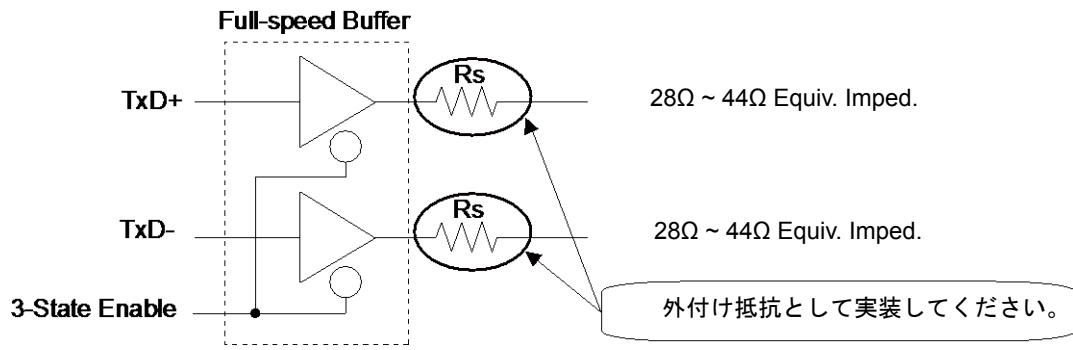 Full-speed Buffer
Rs
TxD+
28Ω ~ 44Ω Equiv. Imped.
Rs
TxD-
28Ω ~ 44Ω Equiv. Imped.
3-State Enable
外付け抵抗として実装してください。